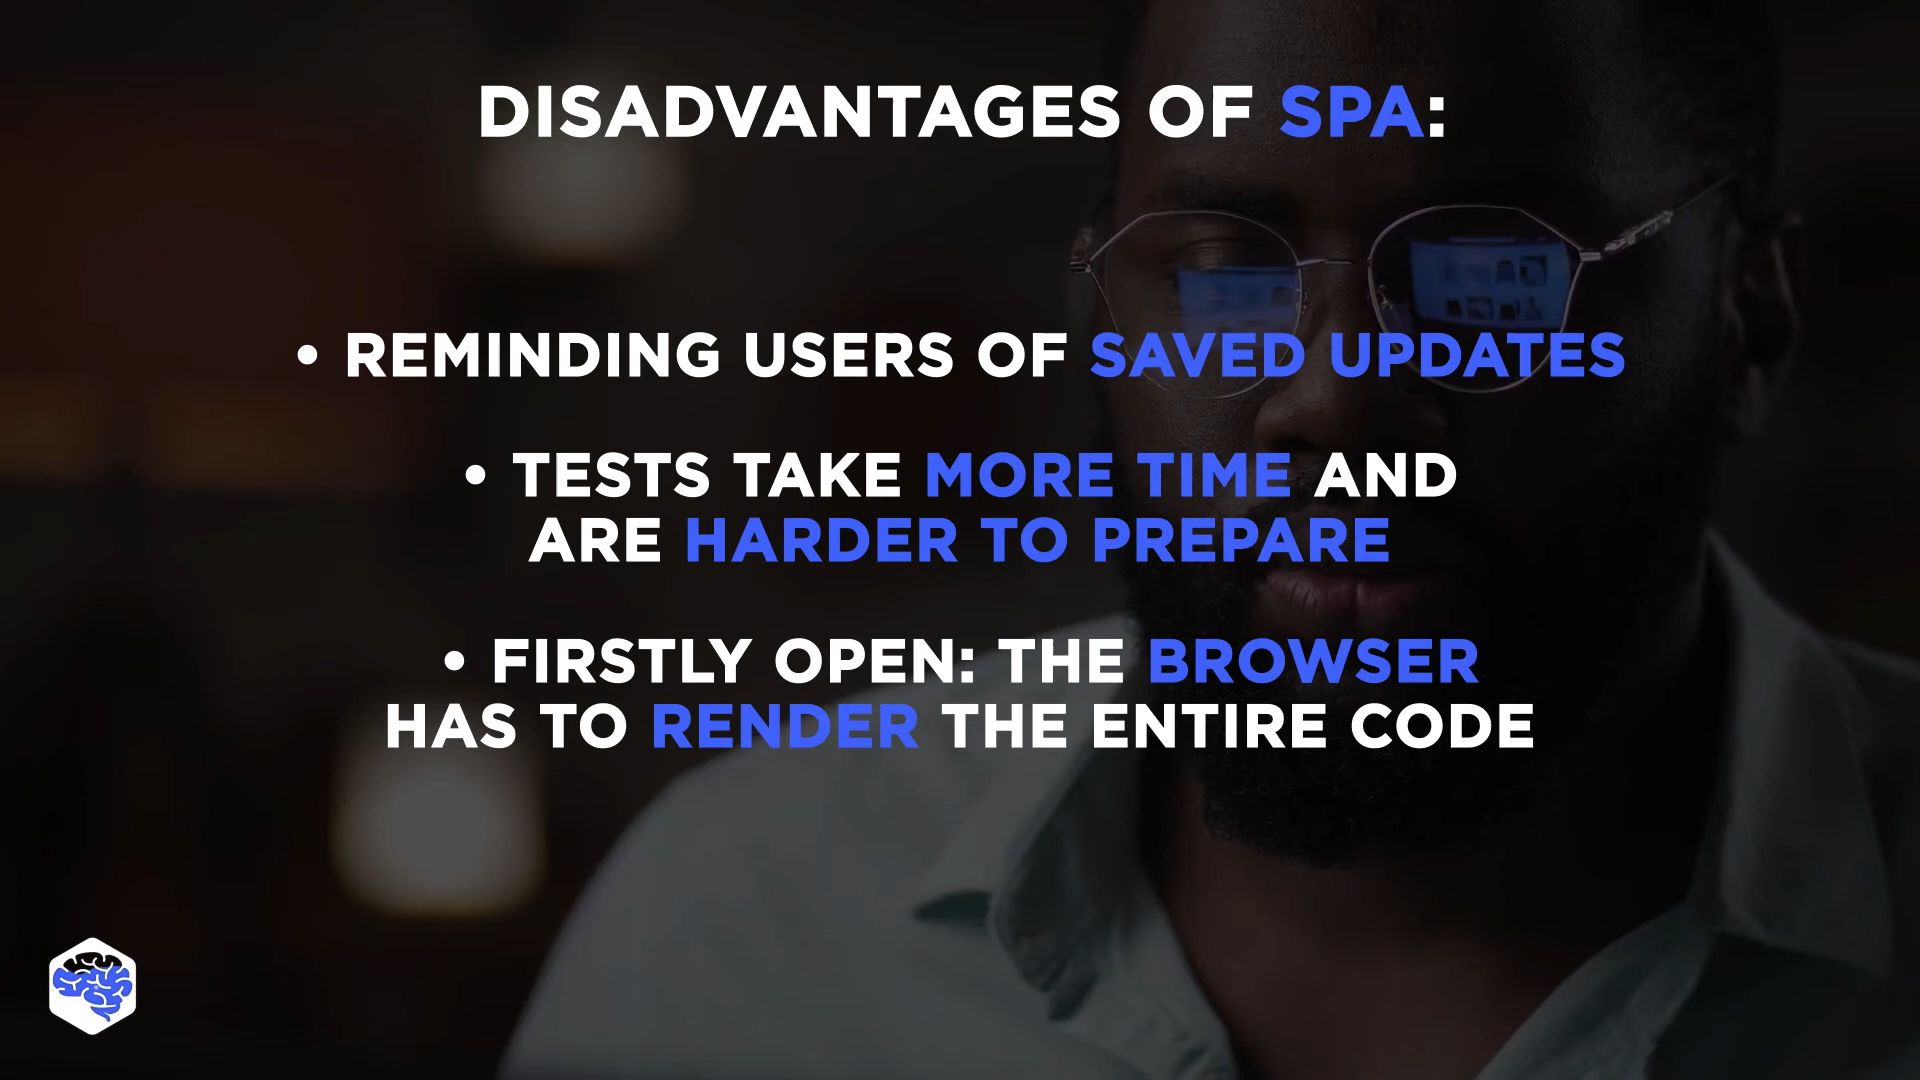 DISADVANTAGES OF SPA:
• REMINDING USERS OF SAVED UPDATES
• TESTS TAKE MORE TIME AND
ARE HARDER TO PREPARE
• FIRSTLY OPEN: THE BROWSER
HAS TO RENDER THE ENTIRE CODE